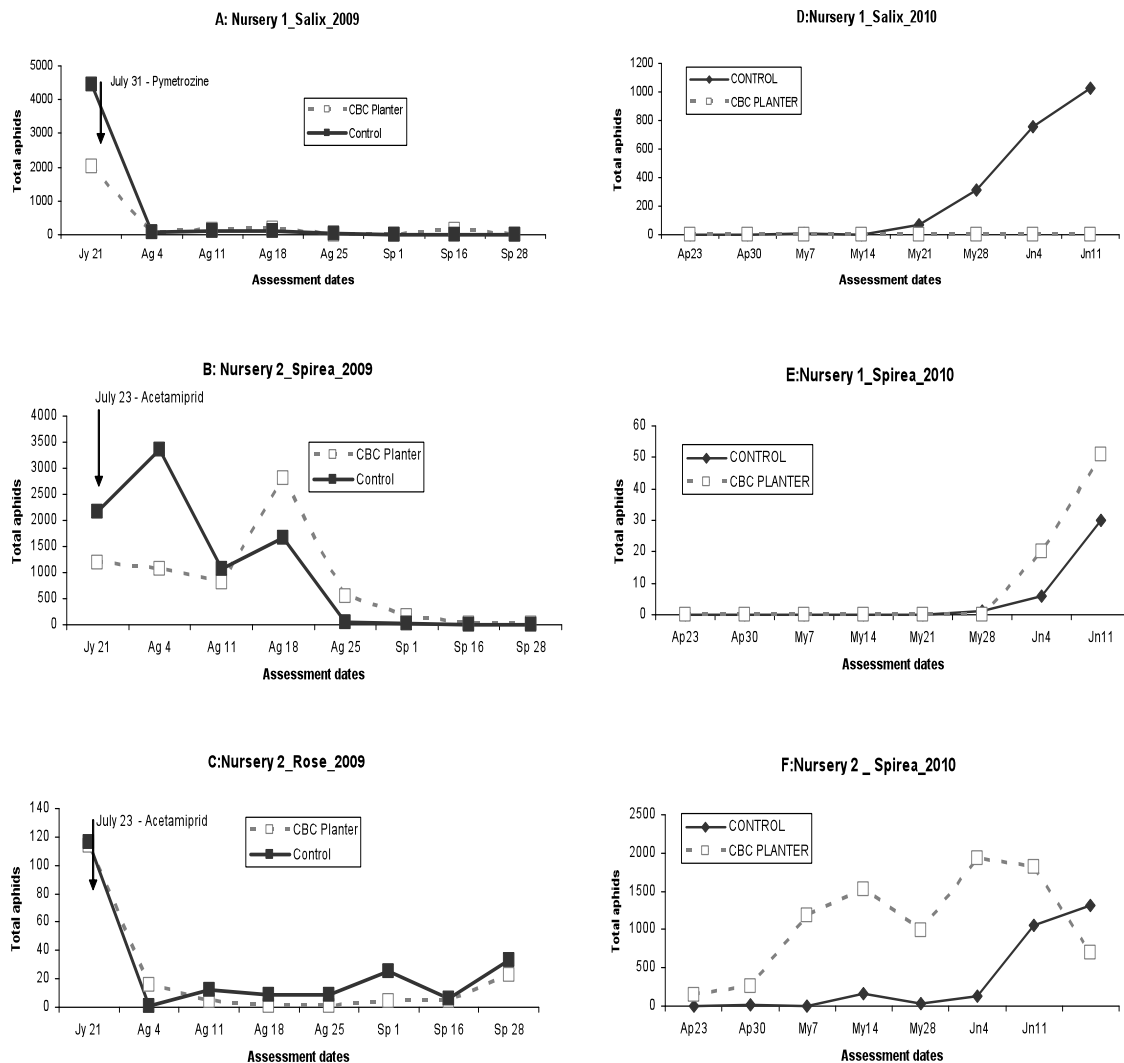 A: Nursery 1_Salix_2009
5000
4000
3000
2000
1000
0
Total aphids
July 31 - Pymetrozine
CBC Planter
Control
Jy 21 Ag 4 Ag 11 Ag 18 Ag 25 Sp 1 Sp 16 Sp 28
Assessment dates
B: Nursery 2_Spirea_2009
July 23 - Acetamiprid
4000
3500
3000
2500
2000
1500
1000
500
0
Total aphids
CBC Planter
Control
Jy 21 Ag 4 Ag 11 Ag 18 Ag 25 Sp 1 Sp 16 Sp 28
Assessment dates
C:Nursery 2_Rose_2009
140
120
100
80
60
40
20
0
Total aphids
July 23 - Acetamiprid
CBC Planter
Control
Jy 21 Ag 4 Ag 11 Ag 18 Ag 25 Sp 1 Sp 16 Sp 28
Assessment dates
D:Nursery 1_Salix_2010
1200
1000
800
600
400
200
0
Total aphids
CONTROL
CBC PLANTER
Ap23 Ap30 My7 My14 My21 My28 Jn4 Jn11
Assessment dates
E:Nursery 1_Spirea_2010
60
50
40
30
20
10
0
Total aphids
CONTROL
CBC PLANTER
Ap23 Ap30 My7 My14 My21 My28 Jn4 Jn11
Assessment dates
F:Nursery 2 _ Spirea_2010
2500
2000
1500
1000
500
0
Total aphids
CONTROL
CBC PLANTER
Ap23 Ap30 My7 My14 My28 Jn4 Jn11
Assessment dates